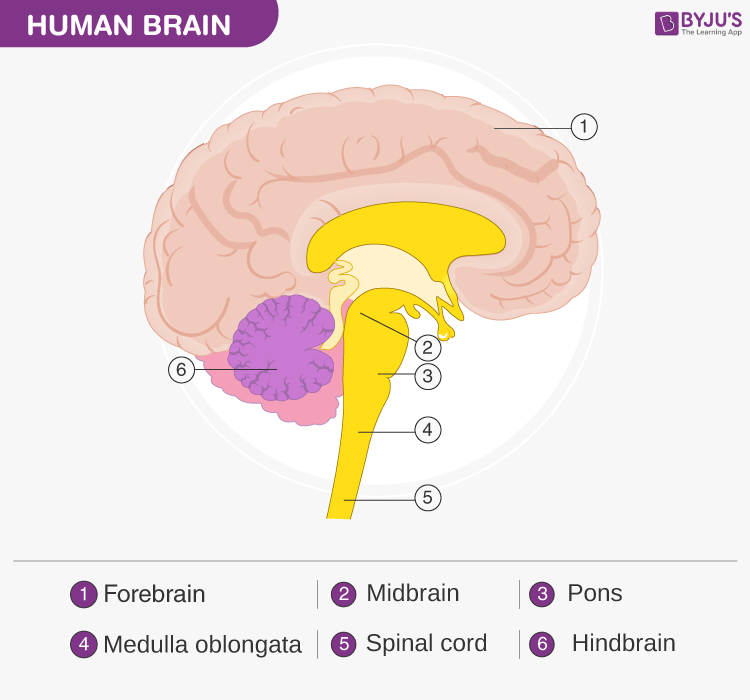 HUMAN BRAIN
BYJU'S
The Learning App
1
2
3
6
4
5
1 Forebrain
2 Midbrain
3 Pons
4 Medulla oblongata
5 Spinal cord
6 Hindbrain